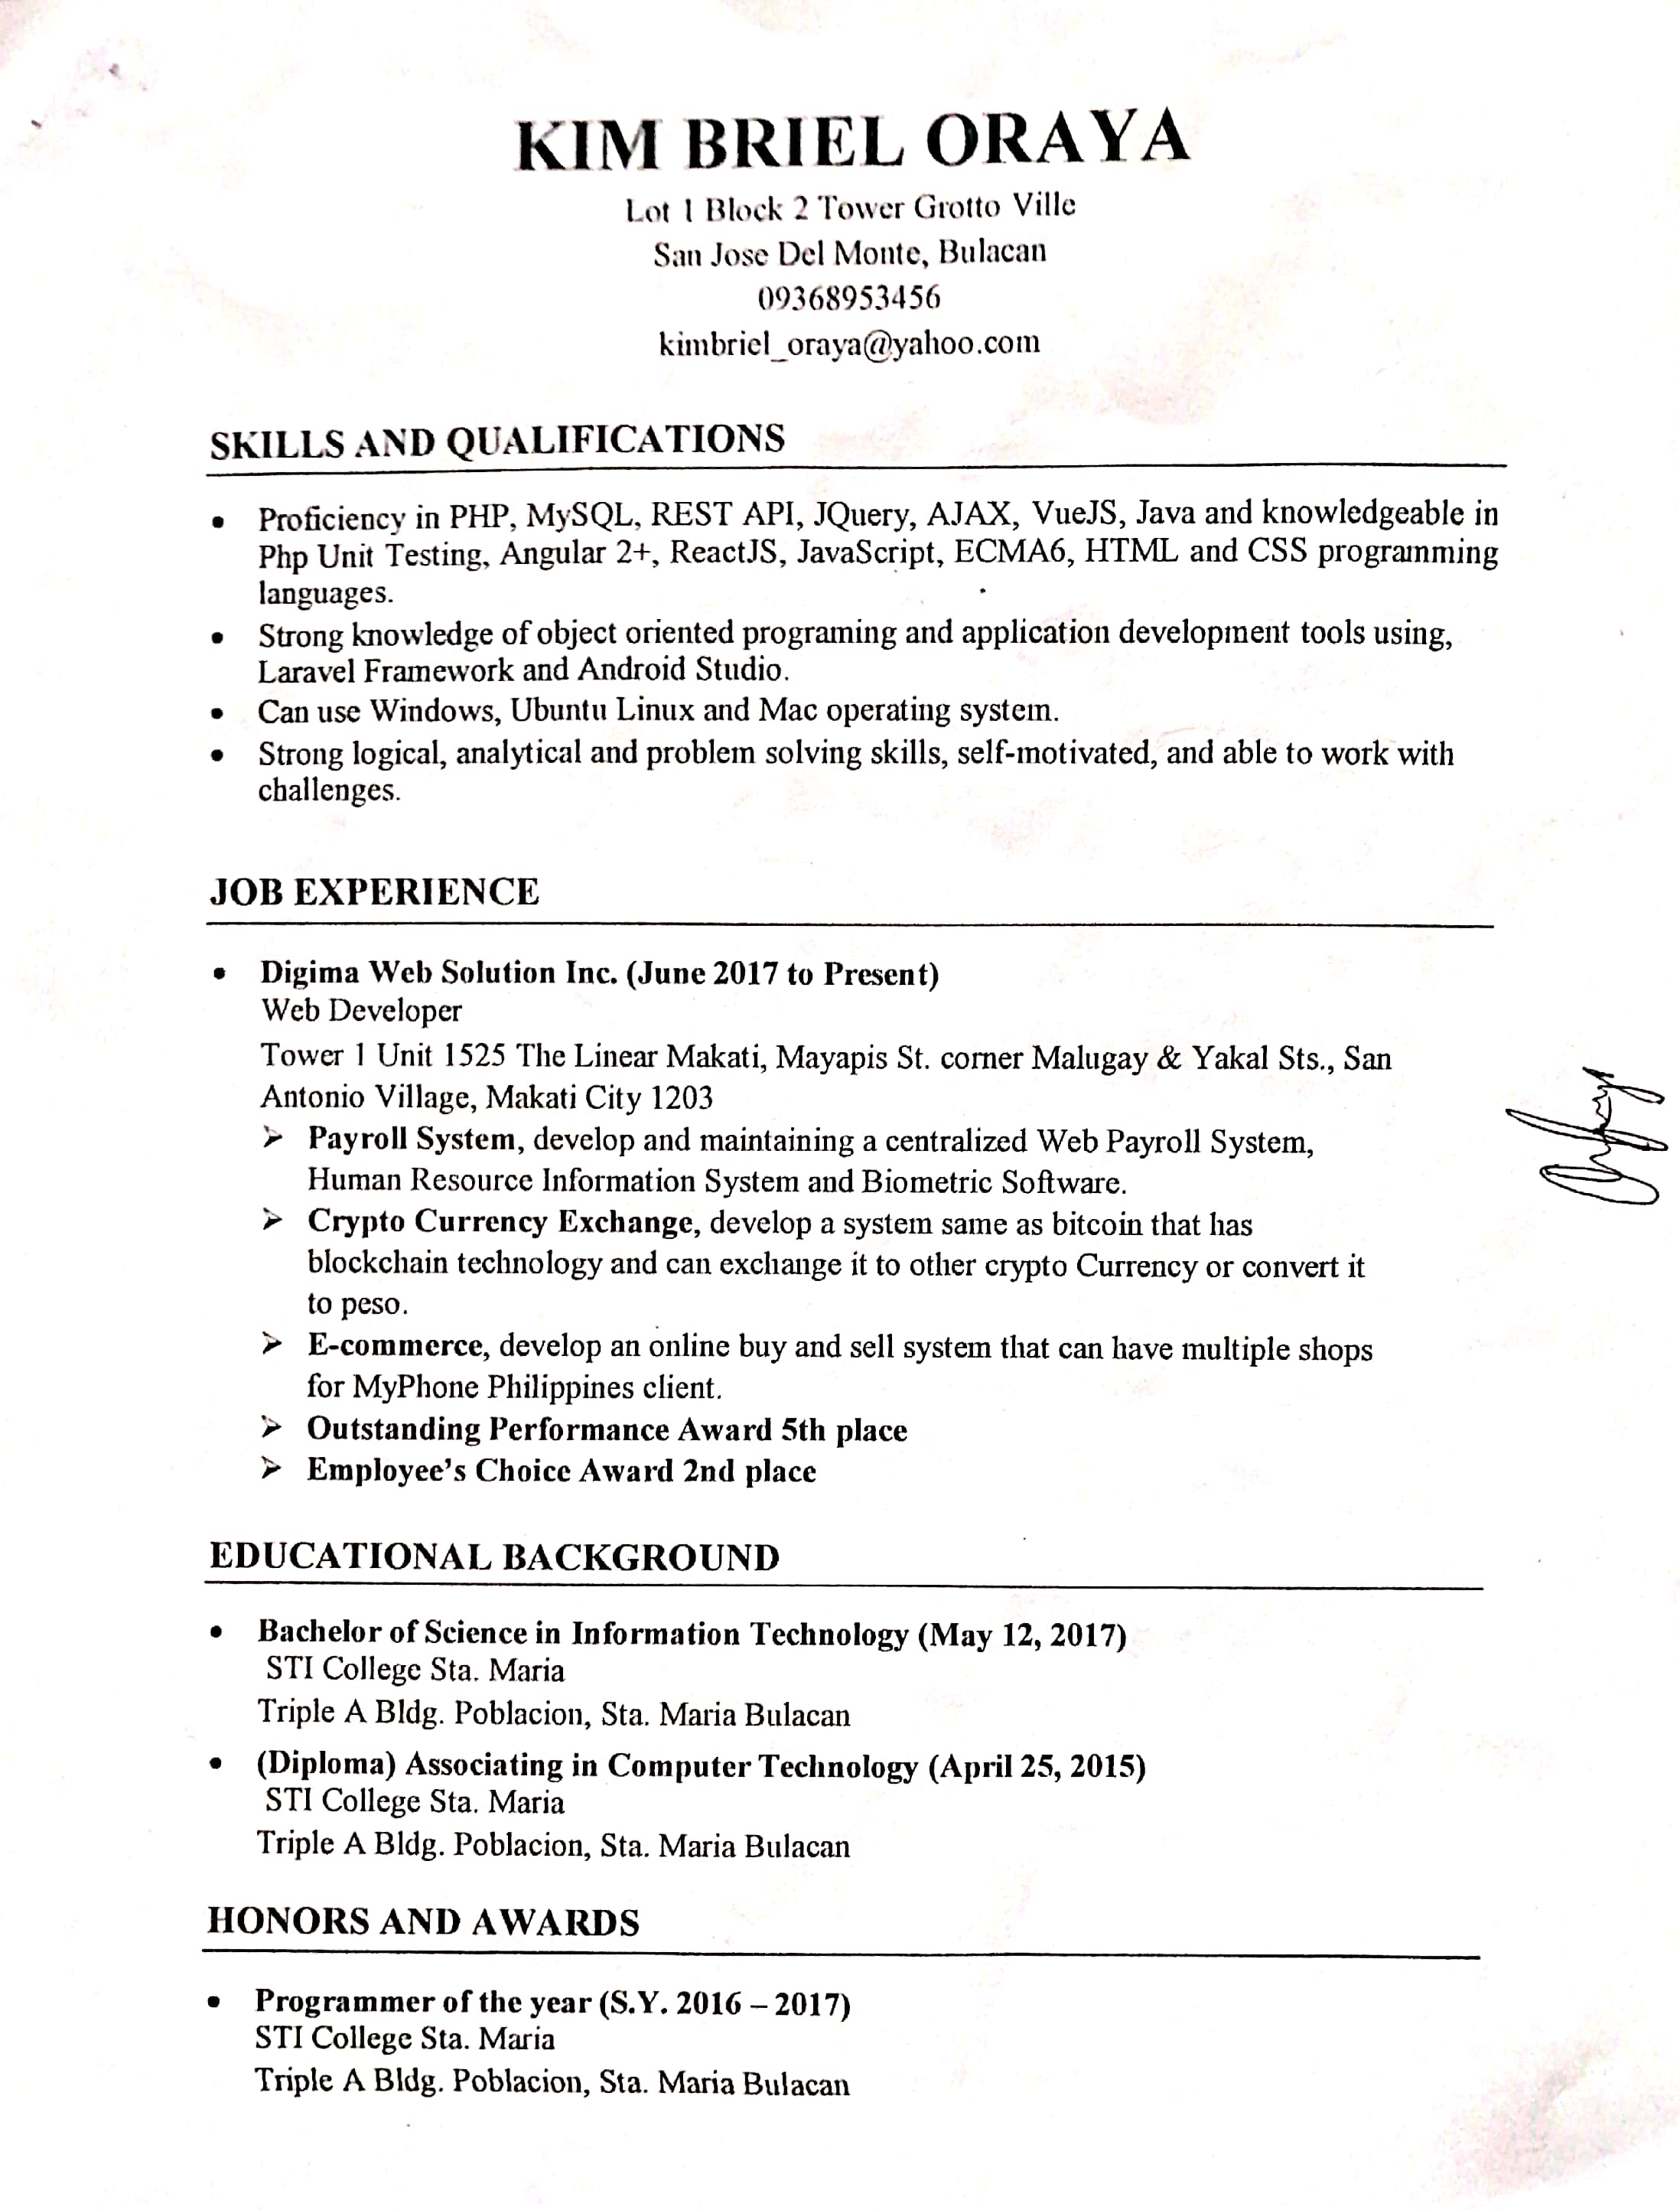 KIM BRIEL ORAYA
Lot 1 Block 2 Tower Grotto Ville
San Jose Del Monte, Bulacan
09368953456
kimbriel_oraya@yahoo.com
SKILLS AND QUALIFICATIONS
• Proficiency in PHP, MySQL, REST API, JQuery, AJAX, VueJS, Java and knowledgeable in
Php Unit Testing, Angular 2+, ReactJS, JavaScript, ECMA6, HTML and CSS programming
languages.
• Strong knowledge of object oriented programing and application development tools using,
Laravel Framework and Android Studio.
• Can use Windows, Ubuntu Linux and Mac operating system.
• Strong logical, analytical and problem solving skills, self-motivated, and able to work with
challenges.
JOB EXPERIENCE
• Digima Web Solution Inc. (June 2017 to Present)
Web Developer
Tower 1 Unit 1525 The Linear Makati, Mayapis St. corner Malugay & Yakal Sts., San
Antonio Village, Makati City 1203
➢ Payroll System, develop and maintaining a centralized Web Payroll System,
Human Resource Information System and Biometric Software.
➢ Crypto Currency Exchange, develop a system same as bitcoin that has
blockchain technology and can exchange it to other crypto Currency or convert it
to peso.
➢ E-commerce, develop an online buy and sell system that can have multiple shops
for MyPhone Philippines client.
➢ Outstanding Performance Award 5th place
➢ Employee's Choice Award 2nd place
EDUCATIONAL BACKGROUND
• Bachelor of Science in Information Technology (May 12, 2017)
STI College Sta. Maria
Triple A Bldg. Poblacion, Sta. Maria Bulacan
• (Diploma) Associating in Computer Technology (April 25, 2015)
STI College Sta. Maria
Triple A Bldg. Poblacion, Sta. Maria Bulacan
HONORS AND AWARDS
• Programmer of the year (S.Y. 2016 – 2017)
STI College Sta. Maria
Triple A Bldg. Poblacion, Sta. Maria Bulacan